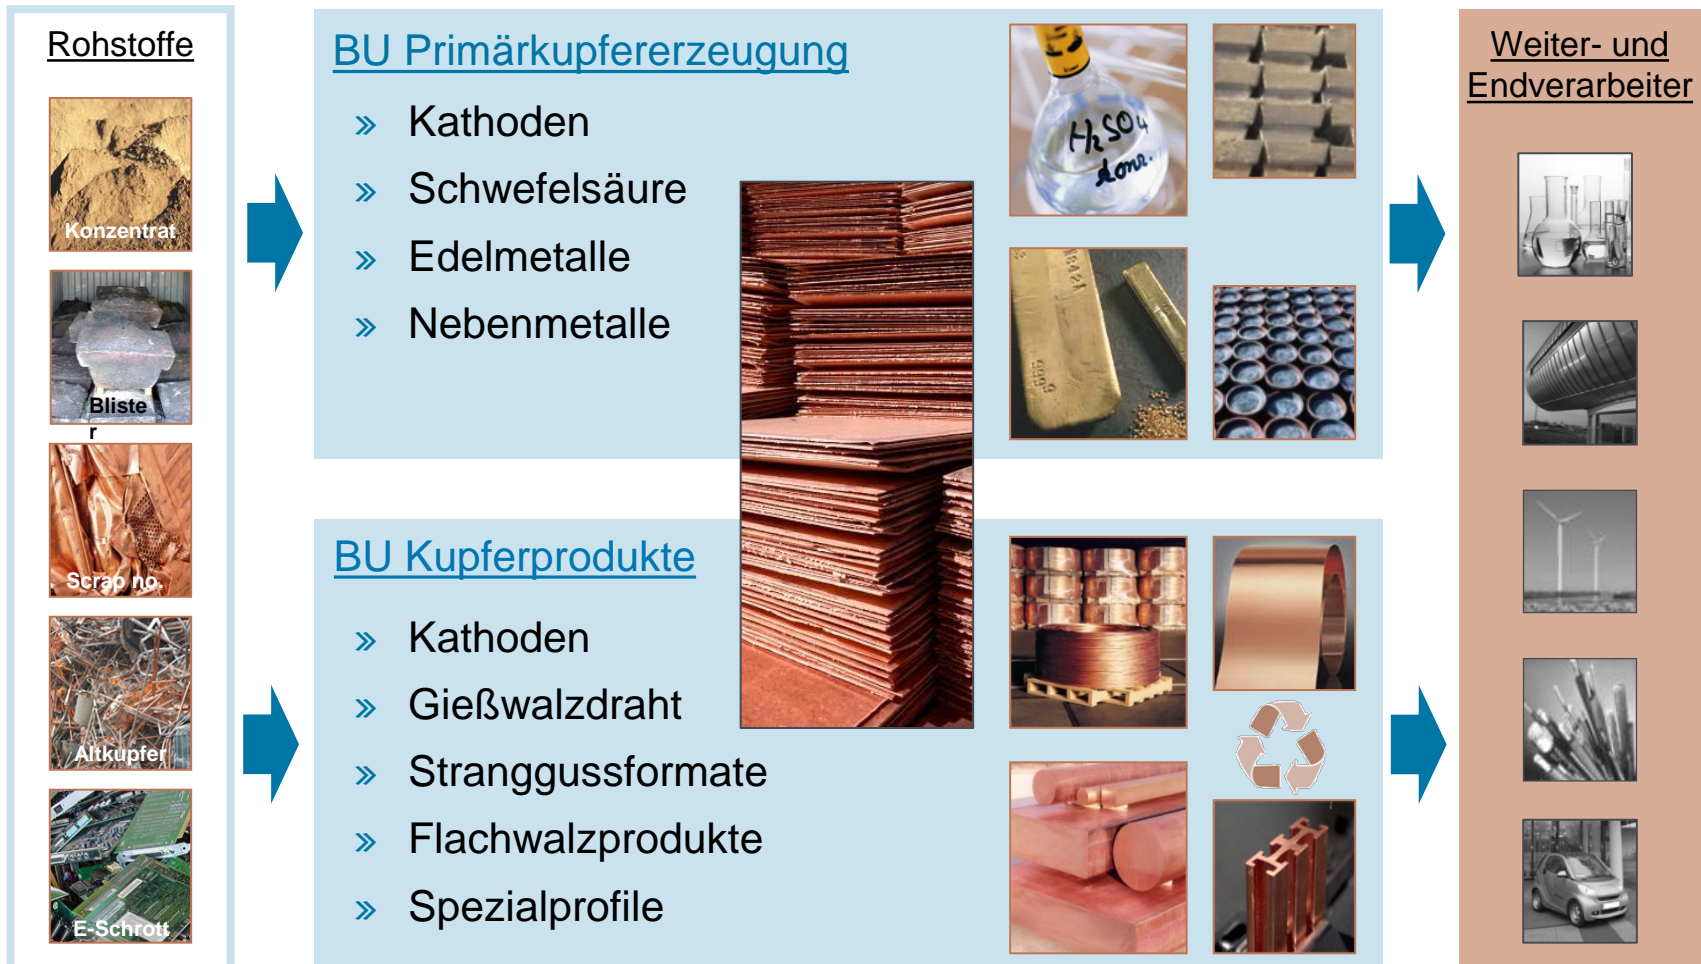 Rohstoffe
Konzentrat
Bliste
r
Scrap no.
Altkupfer
E-Schrott
BU Primärkupfererzeugung
» Kathoden
» Schwefelsäure
» Edelmetalle
» Nebenmetalle
H₂SO₄
konz.
9999
BU Kupferprodukte
» Kathoden
» Gießwalzdraht
» Stranggussformate
» Flachwalzprodukte
» Spezialprofile
Weiter- und
Endverarbeiter